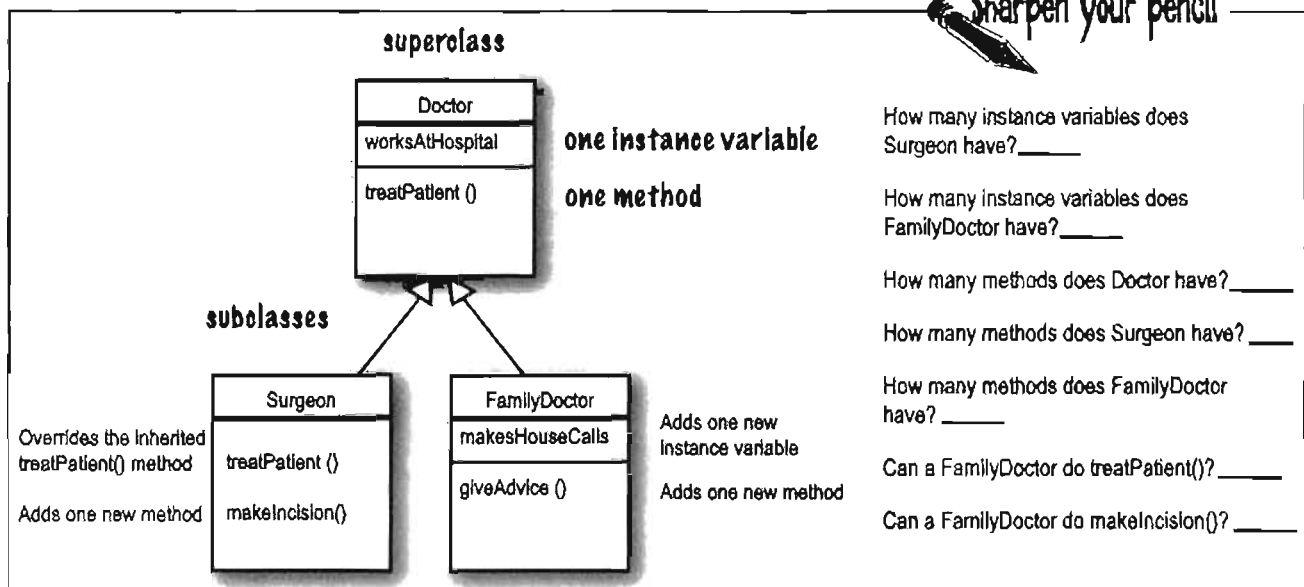 Sharpen your pencil
superclass
Doctor
worksAtHospital
treatPatient ()
one instance variable
one method
subclasses
Surgeon
treatPatient ()
makeIncision()
Overrides the inherited
treatPatient() method
Adds one new method
FamilyDoctor
makesHouseCalls
giveAdvice ()
Adds one new
instance variable
Adds one new method
How many instance variables does
Surgeon have?_____
How many instance variables does
FamilyDoctor have?_____
How many methods does Doctor have?_____
How many methods does Surgeon have?____
How many methods does FamilyDoctor
have?_____
Can a FamilyDoctor do treatPatient()?_____
Can a FamilyDoctor do makeIncision()?_____